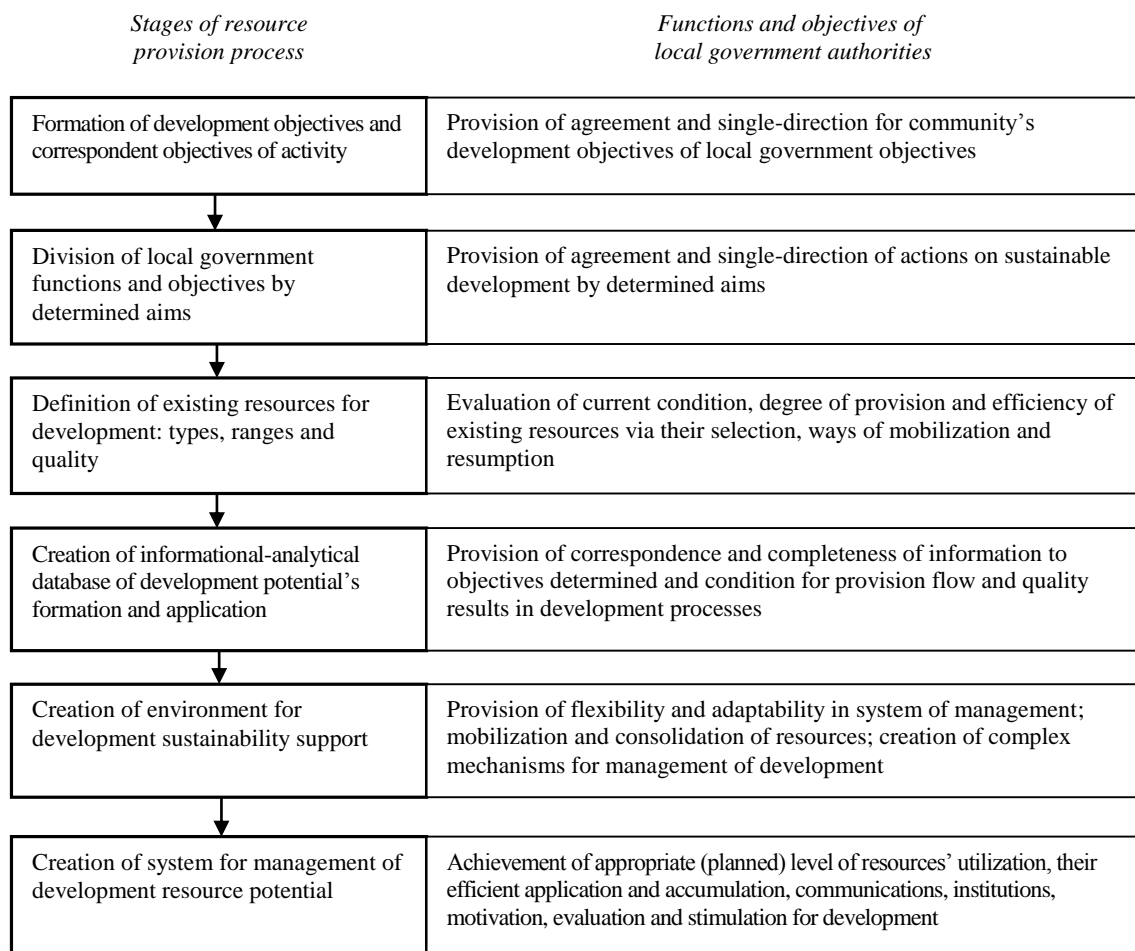 Stages of resource
provision process
Functions and objectives of
local government authorities
Formation of development objectives and
correspondent objectives of activity
Provision of agreement and single-direction for community’s
development objectives of local government objectives
Division of local government
functions and objectives by
determined aims
Provision of agreement and single-direction of actions on sustainable
development by determined aims
Definition of existing resources for
development: types, ranges and
quality
Evaluation of current condition, degree of provision and efficiency of
existing resources via their selection, ways of mobilization and
resumption
Creation of informational-analytical
database of development potential’s
formation and application
Provision of correspondence and completeness of information to
objectives determined and condition for provision flow and quality
results in development processes
Creation of environment for
development sustainability support
Provision of flexibility and adaptability in system of management;
mobilization and consolidation of resources; creation of complex
mechanisms for management of development
Creation of system for management of
development resource potential
Achievement of appropriate (planned) level of resources’ utilization, their
efficient application and accumulation, communications, institutions,
motivation, evaluation and stimulation for development